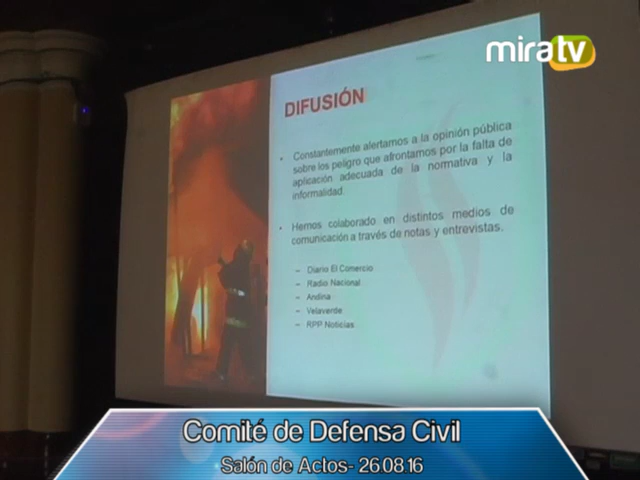 miratv
DIFUSIÓN
• Constantemente alertamos a la opinión pública
sobre los peligro que afrontamos por la falta de
aplicación adecuada de la normativa y la
informalidad.
• Hemos colaborado en distintos medios de
comunicación a través de notas y entrevistas.
– Diario El Comercio
– Radio Nacional
– Andina
– Velaverde
– RPP Noticias
Comité de Defensa Civil
Salón de Actos- 26.08.16